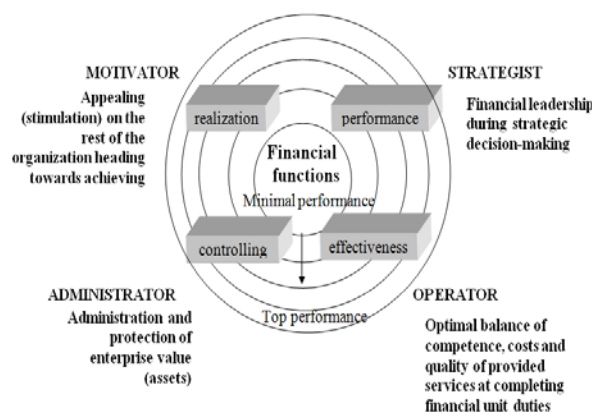 MOTIVATOR
Appealing
(stimulation) on the
rest of the
organization heading
towards achieving
STRATEGIST
Financial leadership
during strategic
decision-making
realization
performance
Financial
functions
Minimal performance
controlling
effectiveness
Top performance
ADMINISTRATOR
Administration and
protection of
enterprise value
(assets)
OPERATOR
Optimal balance of
competence, costs and
quality of provided
services at completing
financial unit duties